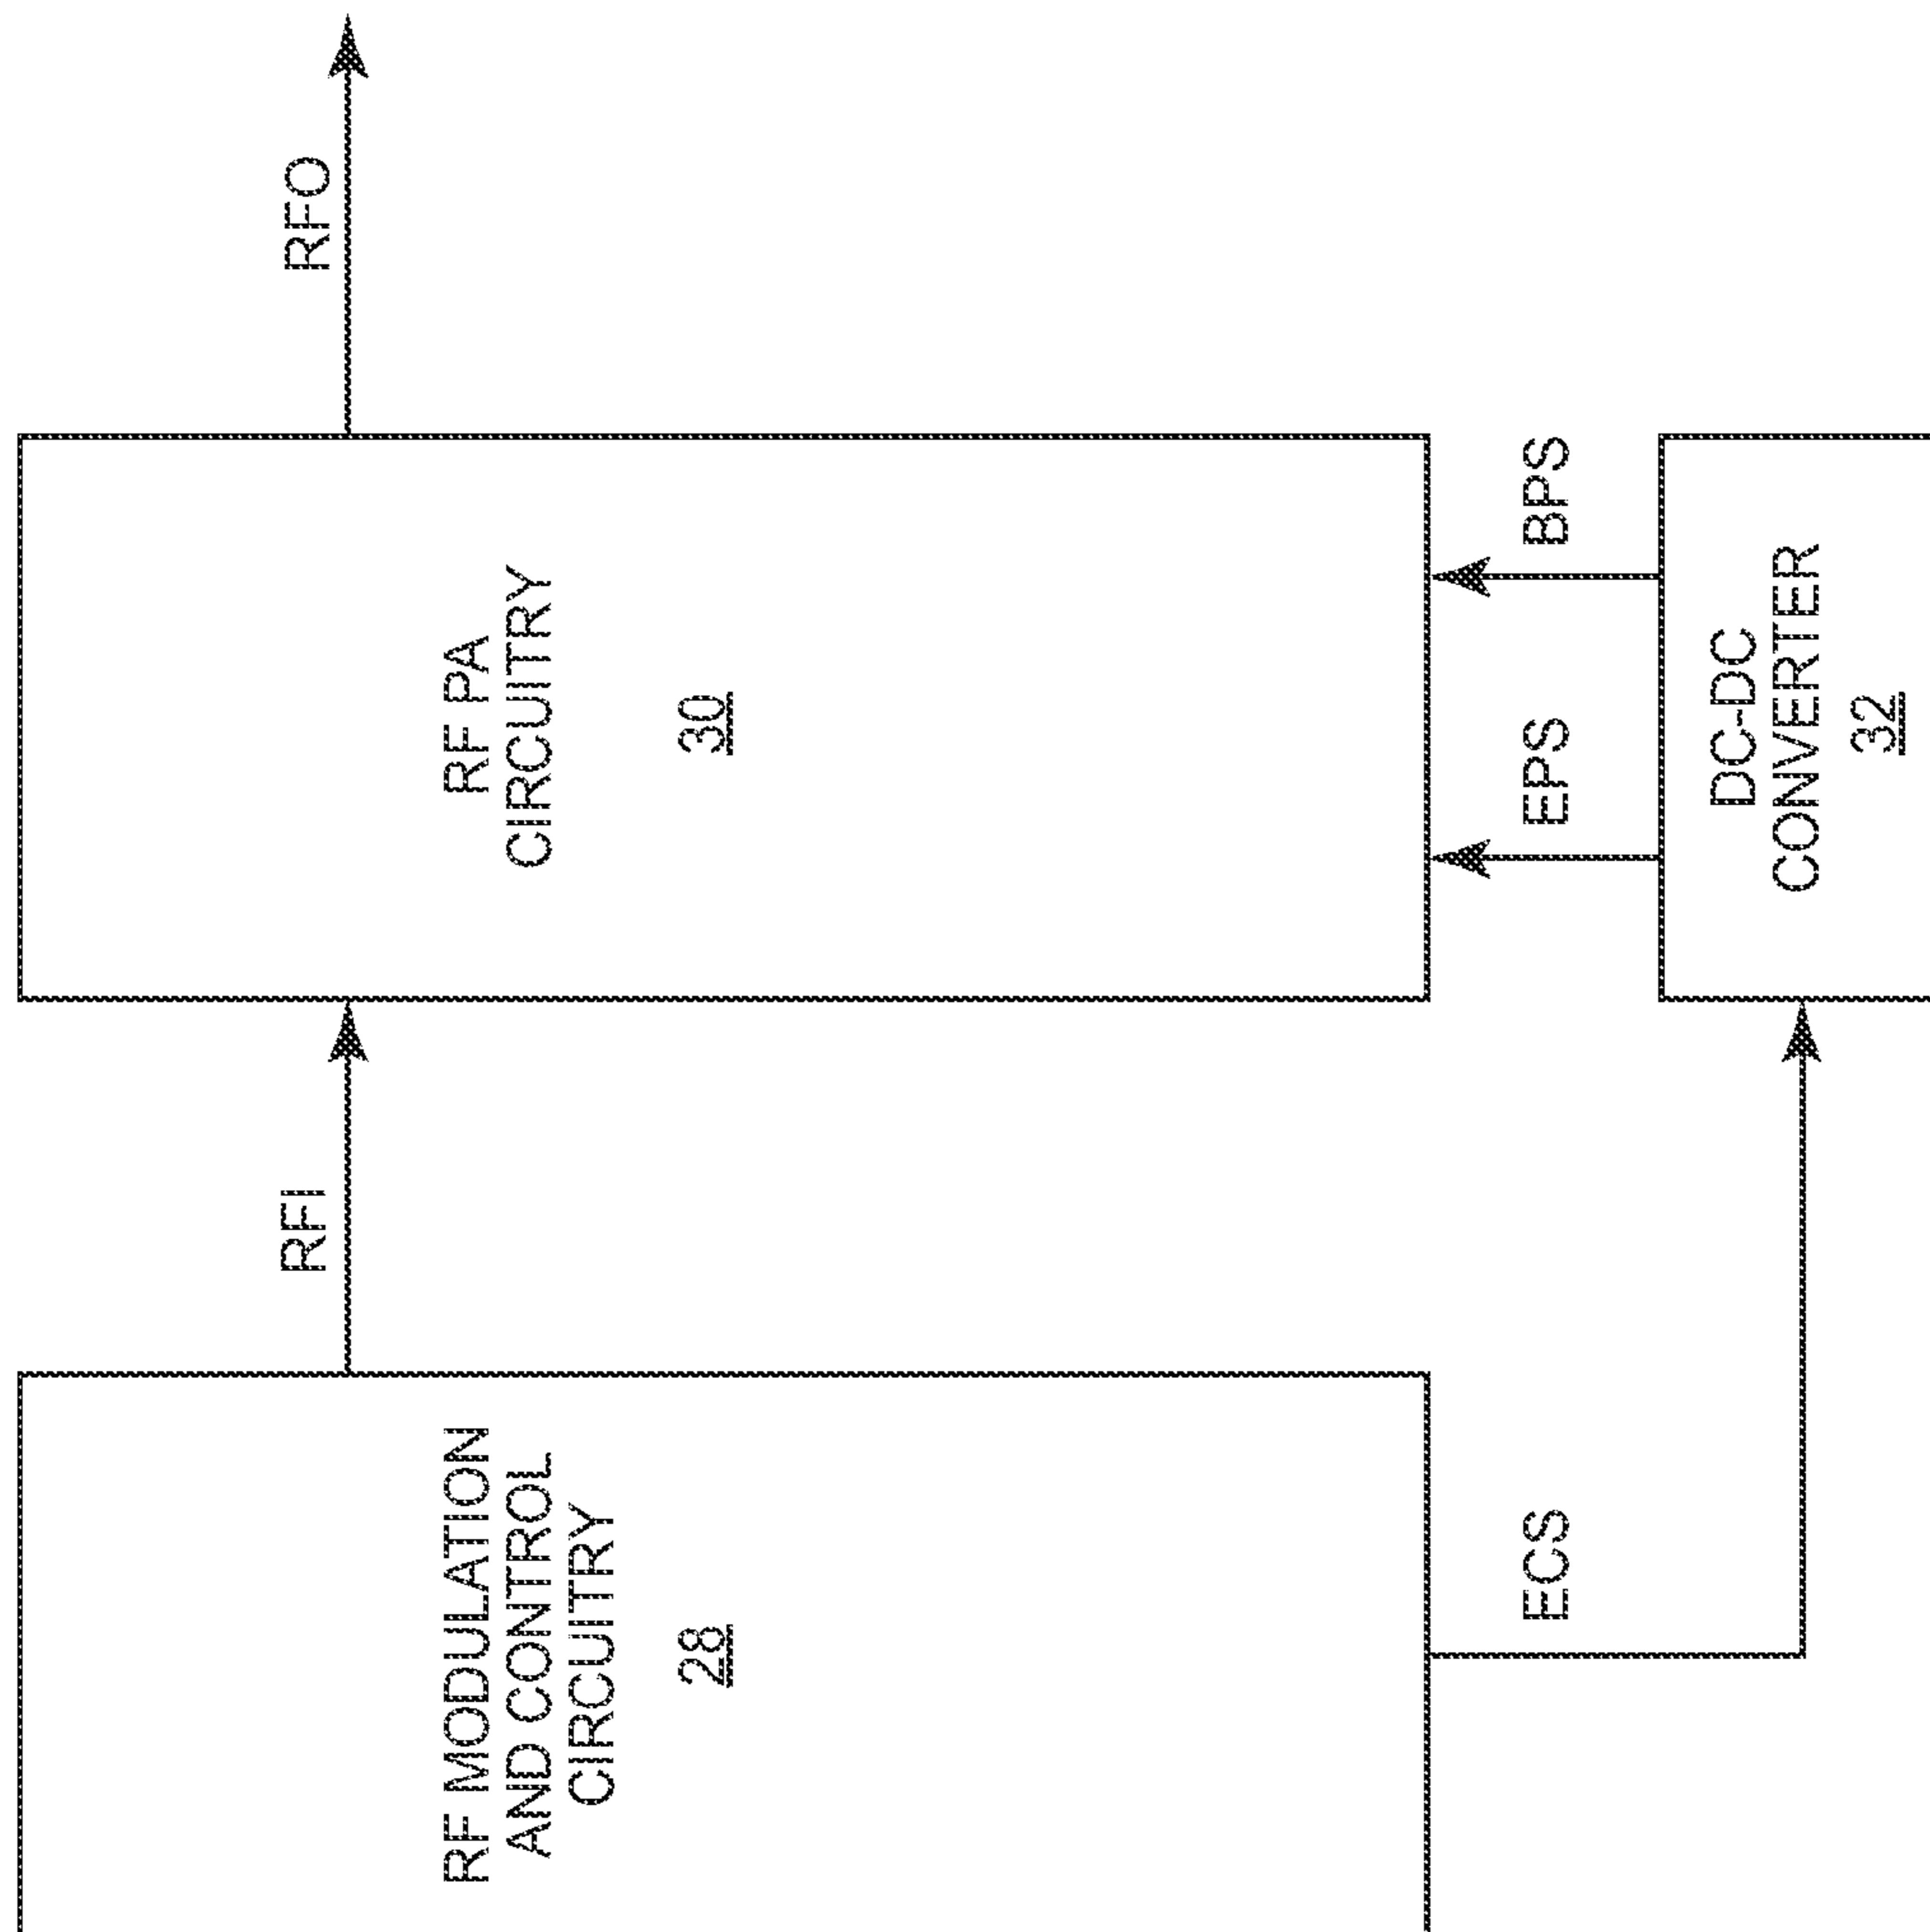 RF MODULATION
AND CONTROL
CIRCUITRY
28
RFI
RF PA
CIRCUITRY
30
RFO
ECS
EPS
BPS
DC-DC
CONVERTER
32